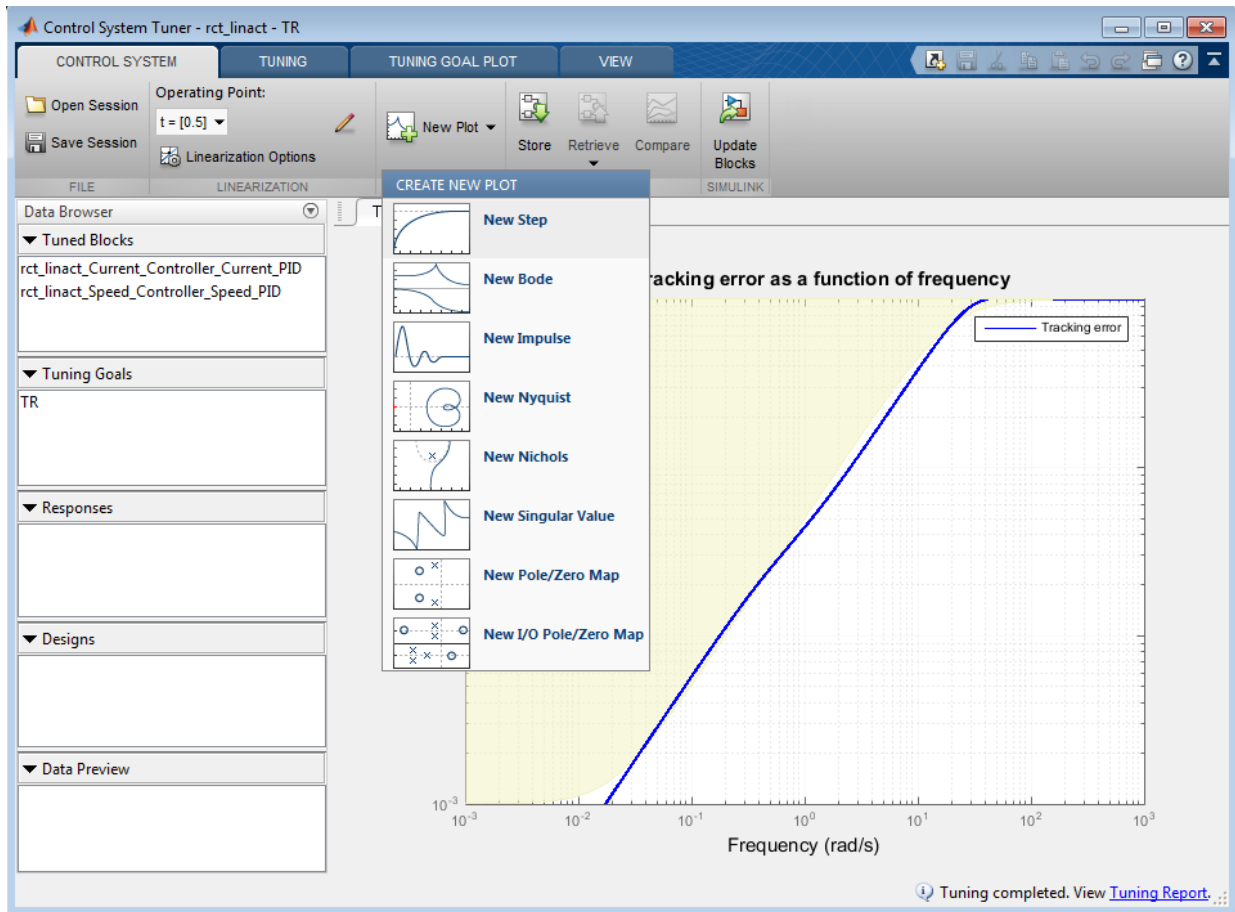 Control System Tuner - rct_linact - TR
CONTROL SYSTEM TUNING TUNING GOAL PLOT VIEW
Open Session
Save Session
FILE
Operating Point:
t = [0.5]
Linearization Options
LINEARIZATION
New Plot
Store
Retrieve
Compare
Update
Blocks
SIMULINK
CREATE NEW PLOT
New Step
New Bode
New Impulse
New Nyquist
New Nichols
New Singular Value
New Pole/Zero Map
New I/O Pole/Zero Map
Data Browser
Tuned Blocks
rct_linact_Current_Controller_Current_PID
rct_linact_Speed_Controller_Speed_PID
Tuning Goals
TR
Responses
Designs
Data Preview
T
acking error as a function of frequency
Tracking error
10⁻³
10⁻³ 10⁻² 10⁻¹ 10⁰ 10¹ 10² 10³
Frequency (rad/s)
Tuning completed. View Tuning Report.